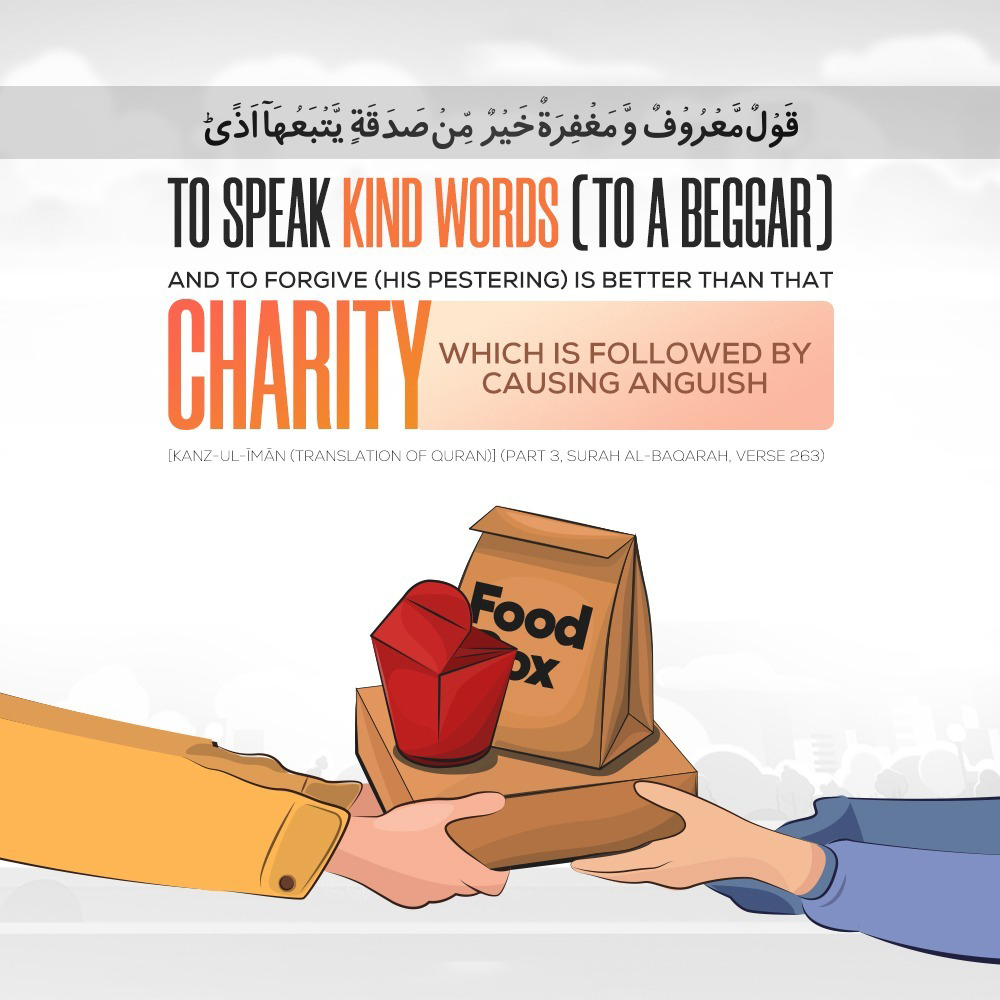 قَوْلٌ مَّعْرُوْفٌ وَّ مَغْفِرَةٌ خَیْرٌ مِّنْ صَدَقَةٍ یَّتْبَعُهَاۤ اَذًىؕ
TO SPEAK KIND WORDS (TO A BEGGAR)
AND TO FORGIVE (HIS PESTERING) IS BETTER THAN THAT
CHARITY WHICH IS FOLLOWED BY
CAUSING ANGUISH
[KANZ-UL-ĪMĀN (TRANSLATION OF QURAN)] (PART 3, SURAH AL-BAQARAH, VERSE 263)
Food
ox